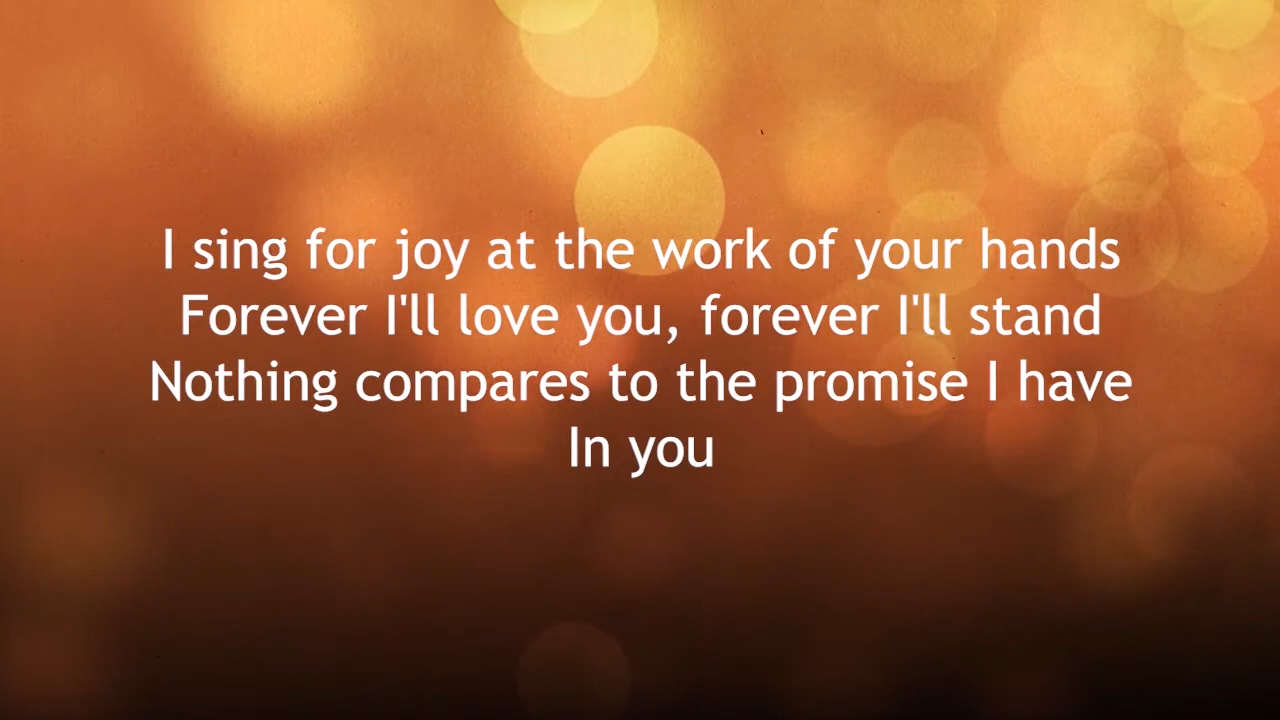 I sing for joy at the work of your hands
Forever I'll love you, forever I'll stand
Nothing compares to the promise I have
In you